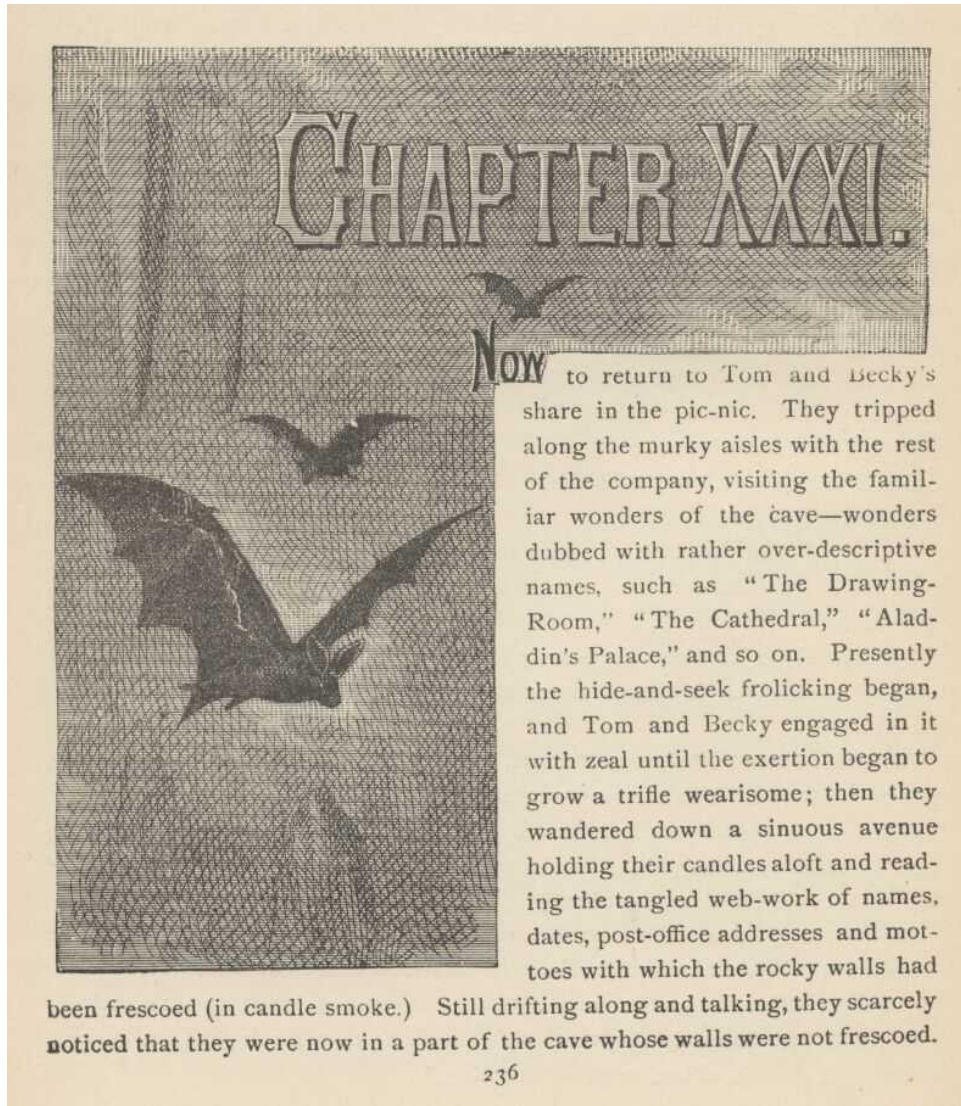 CHAPTER XXXI.
NOW to return to Tom and Becky's
share in the pic-nic. They tripped
along the murky aisles with the rest
of the company, visiting the famil-
iar wonders of the cave—wonders
dubbed with rather over-descriptive
names, such as "The Drawing-
Room," "The Cathedral," "Alad-
din's Palace," and so on. Presently
the hide-and-seek frolicking began,
and Tom and Becky engaged in it
with zeal until the exertion began to
grow a trifle wearisome; then they
wandered down a sinuous avenue
holding their candles aloft and read-
ing the tangled web-work of names,
dates, post-office addresses and mot-
toes with which the rocky walls had
been frescoed (in candle smoke.) Still drifting along and talking, they scarcely
noticed that they were now in a part of the cave whose walls were not frescoed.
236